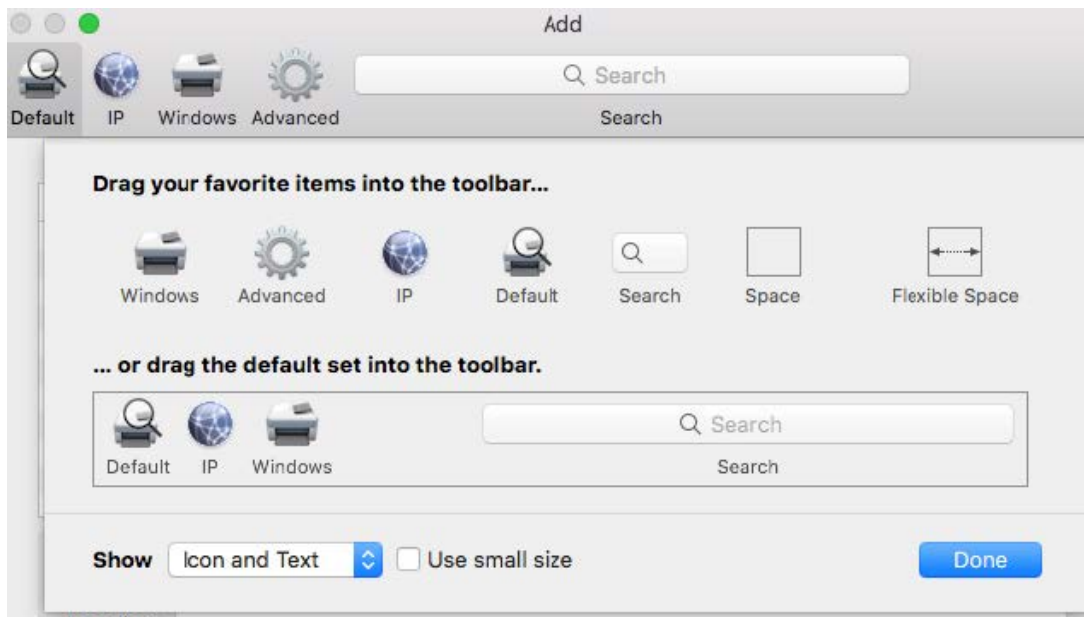 Add
Search
Default IP Windows Advanced Search
Drag your favorite items into the toolbar...
Windows Advanced IP Default Search Space Flexible Space
... or drag the default set into the toolbar.
Search
Default IP Windows Search
Show Icon and Text Use small size Done